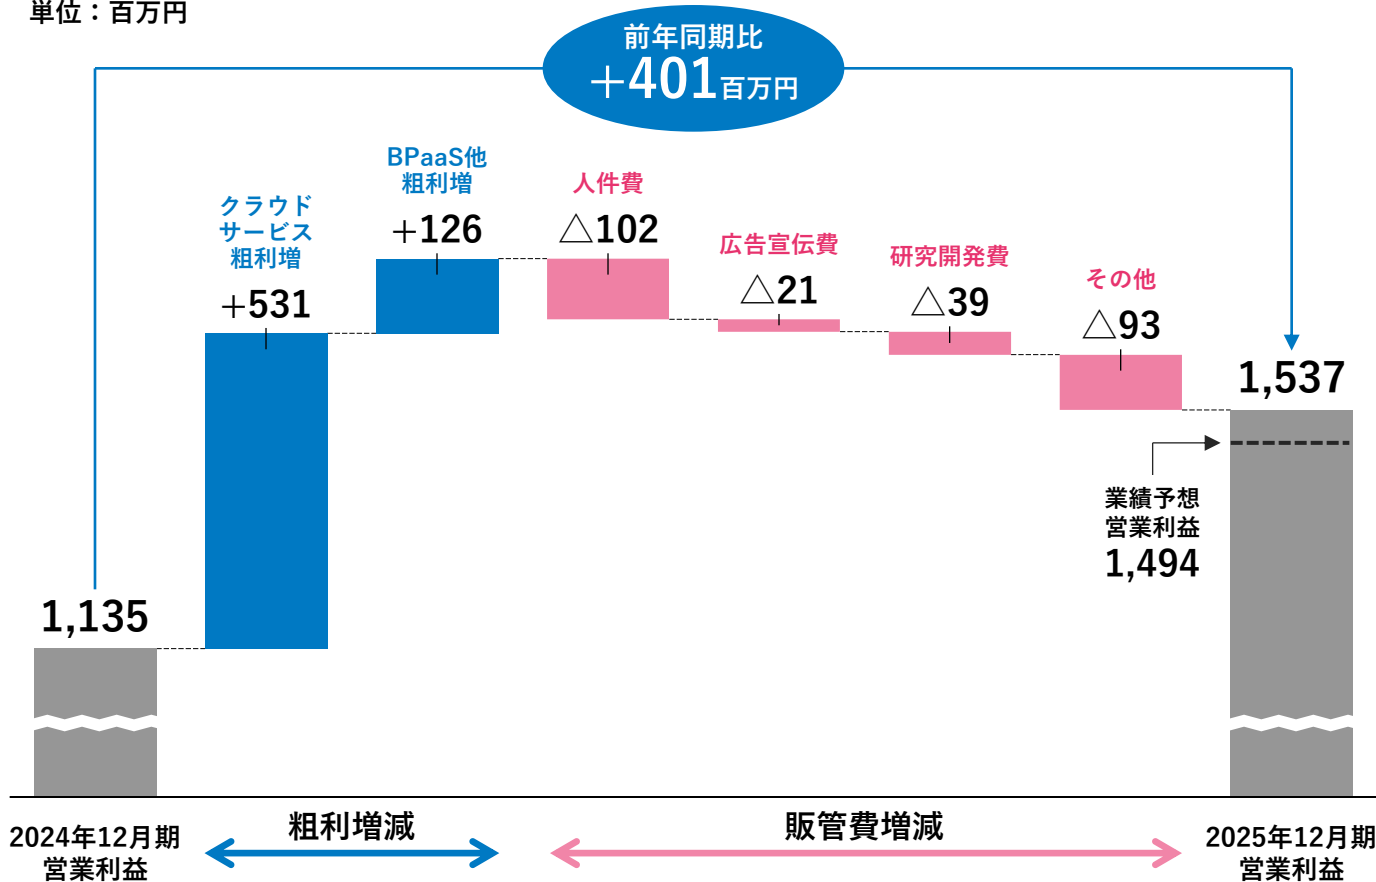 単位：百万円
前年同期比
＋401百万円
クラウド
サービス
粗利増
＋531
BPaaS他
粗利増
＋126
人件費
△102
広告宣伝費
△21
研究開発費
△39
その他
△93
1,135
1,537
業績予想
営業利益
1,494
2024年12月期
営業利益
粗利増減
販管費増減
2025年12月期
営業利益